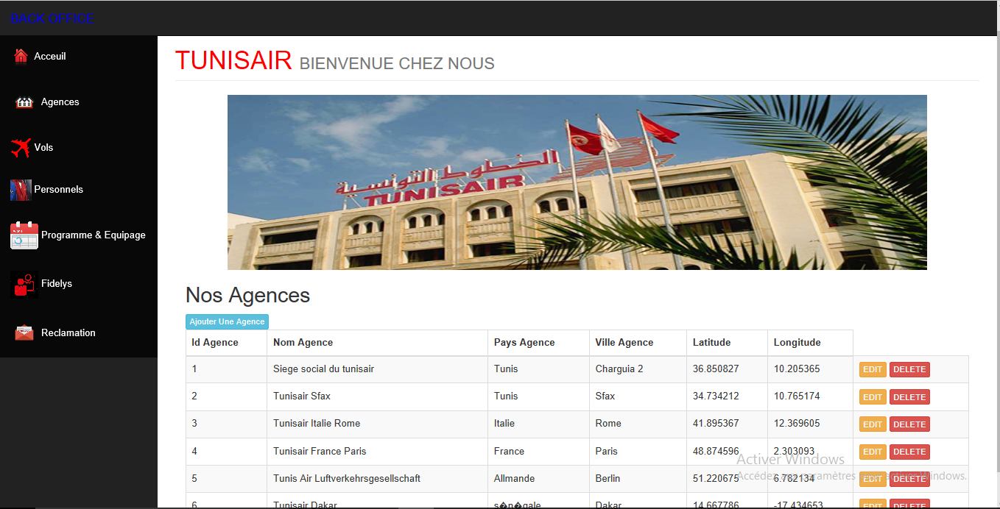 BACK OFFICE
Acceuil
Agences
Vols
Personnels
Programme & Equipage
Fidelys
Reclamation
TUNISAIR BIENVENUE CHEZ NOUS
الخطوط التونسية
TUNISAIR
Nos Agences
Ajouter Une Agence
Id Agence Nom Agence Pays Agence Ville Agence Latitude Longitude
1 Siege social du tunisair Tunis Charguia 2 36.850827 10.205365 EDIT DELETE
2 Tunisair Sfax Tunis Sfax 34.734212 10.765174 EDIT DELETE
3 Tunisair Italie Rome Italie Rome 41.895367 12.369605 EDIT DELETE
4 Tunisair France Paris France Paris 48.874596 2.303093 EDIT DELETE
5 Tunis Air Luftverkehrsgesellschaft Allmande Berlin 51.220675 6.782134 EDIT DELETE
6 Tunisair Dakar s�n�gale Dakar 14.667786 -17.434653 EDIT DELETE
Activer Windows
Accédez aux paramètres Windows.